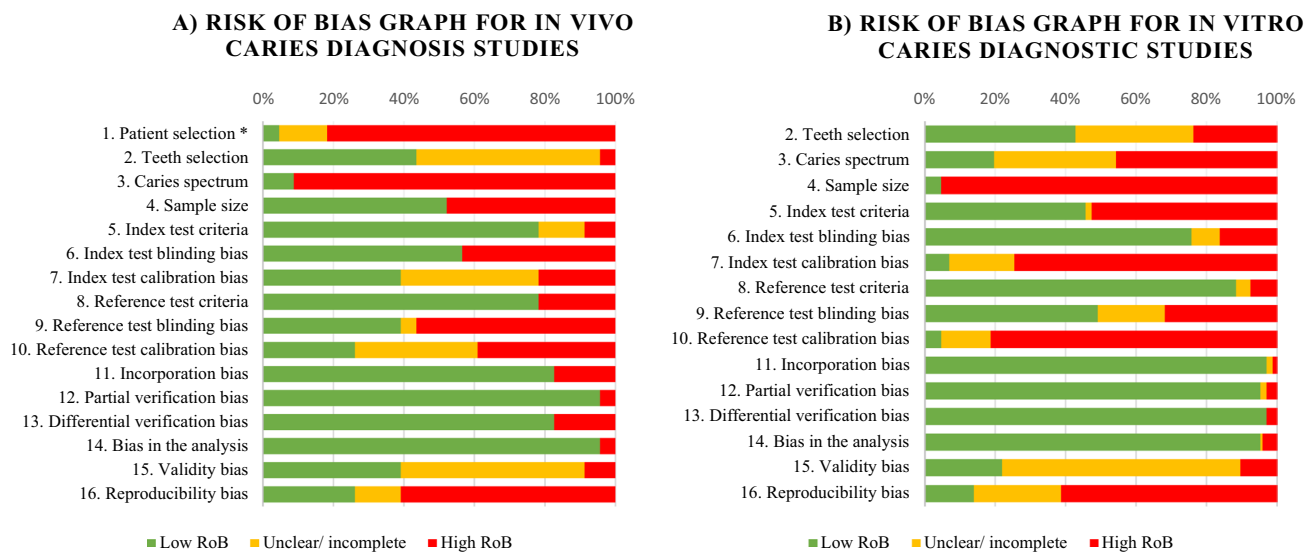 A) RISK OF BIAS GRAPH FOR IN VIVO
CARIES DIAGNOSIS STUDIES
0% 20% 40% 60% 80% 100%
1. Patient selection *
2. Teeth selection
3. Caries spectrum
4. Sample size
5. Index test criteria
6. Index test blinding bias
7. Index test calibration bias
8. Reference test criteria
9. Reference test blinding bias
10. Reference test calibration bias
11. Incorporation bias
12. Partial verification bias
13. Differential verification bias
14. Bias in the analysis
15. Validity bias
16. Reproducibility bias
Low RoB Unclear/ incomplete High RoB
B) RISK OF BIAS GRAPH FOR IN VITRO
CARIES DIAGNOSTIC STUDIES
0% 20% 40% 60% 80% 100%
2. Teeth selection
3. Caries spectrum
4. Sample size
5. Index test criteria
6. Index test blinding bias
7. Index test calibration bias
8. Reference test criteria
9. Reference test blinding bias
10. Reference test calibration bias
11. Incorporation bias
12. Partial verification bias
13. Differential verification bias
14. Bias in the analysis
15. Validity bias
16. Reproducibility bias
Low RoB Unclear/ incomplete High RoB